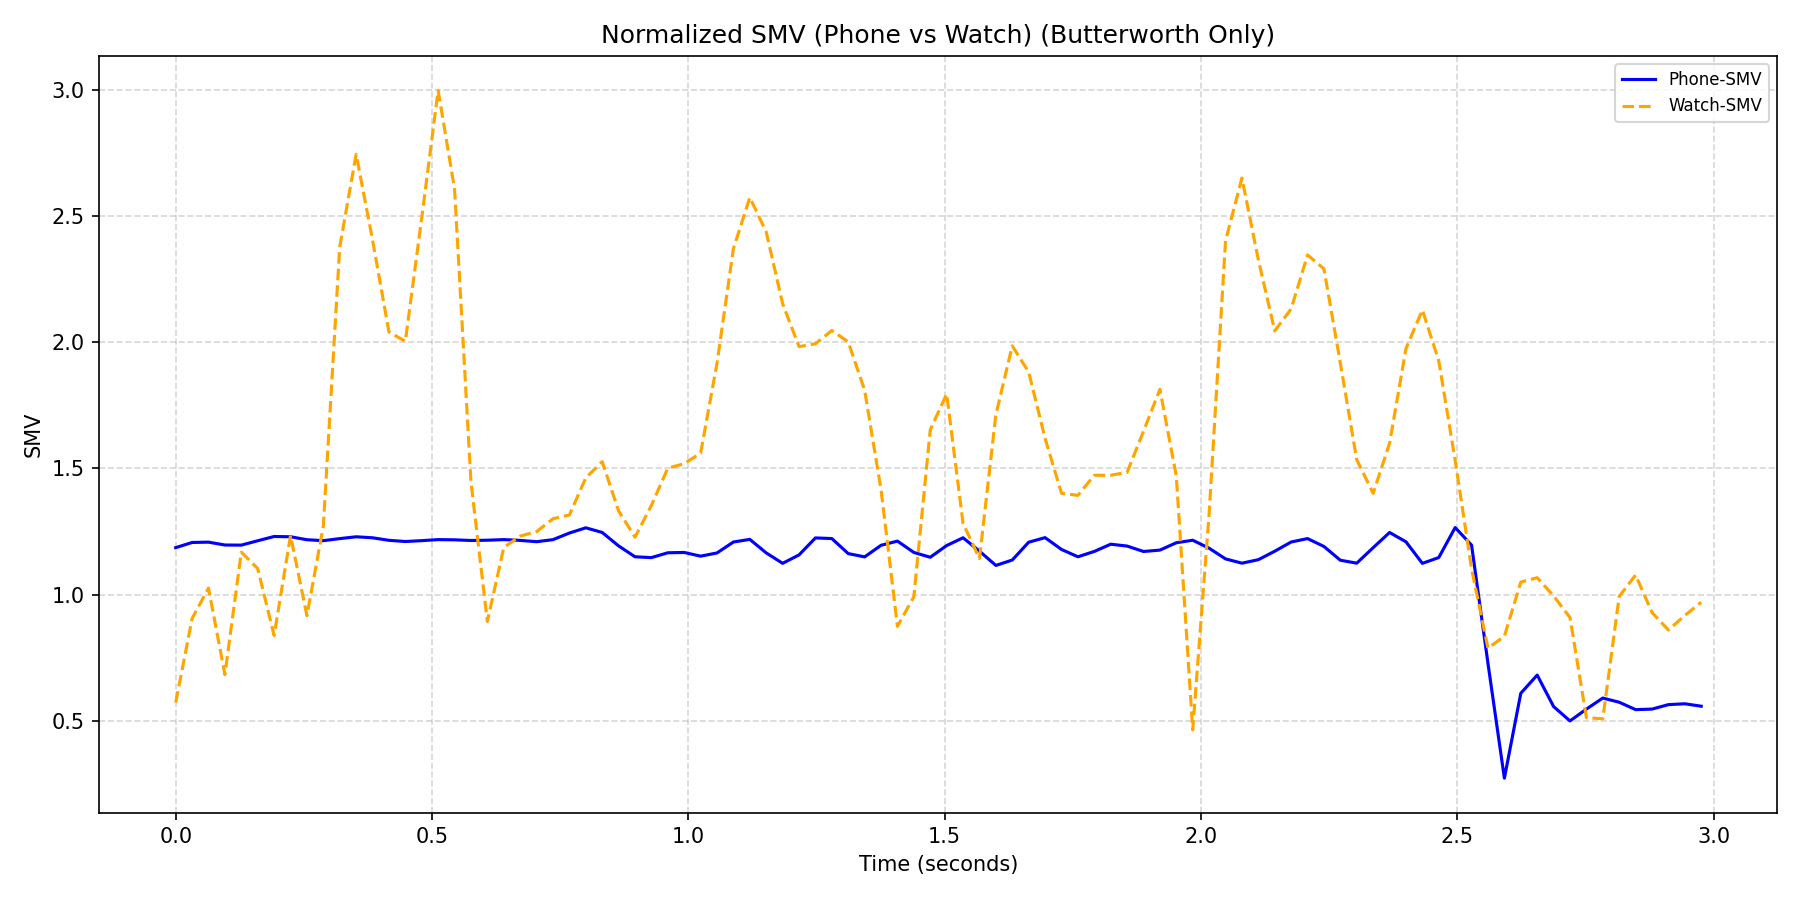 Normalized SMV (Phone vs Watch) (Butterworth Only)
Phone-SMV
Watch-SMV
3.0
2.5
2.0
1.5
1.0
0.5
SMV
0.0 0.5 1.0 1.5 2.0 2.5 3.0
Time (seconds)